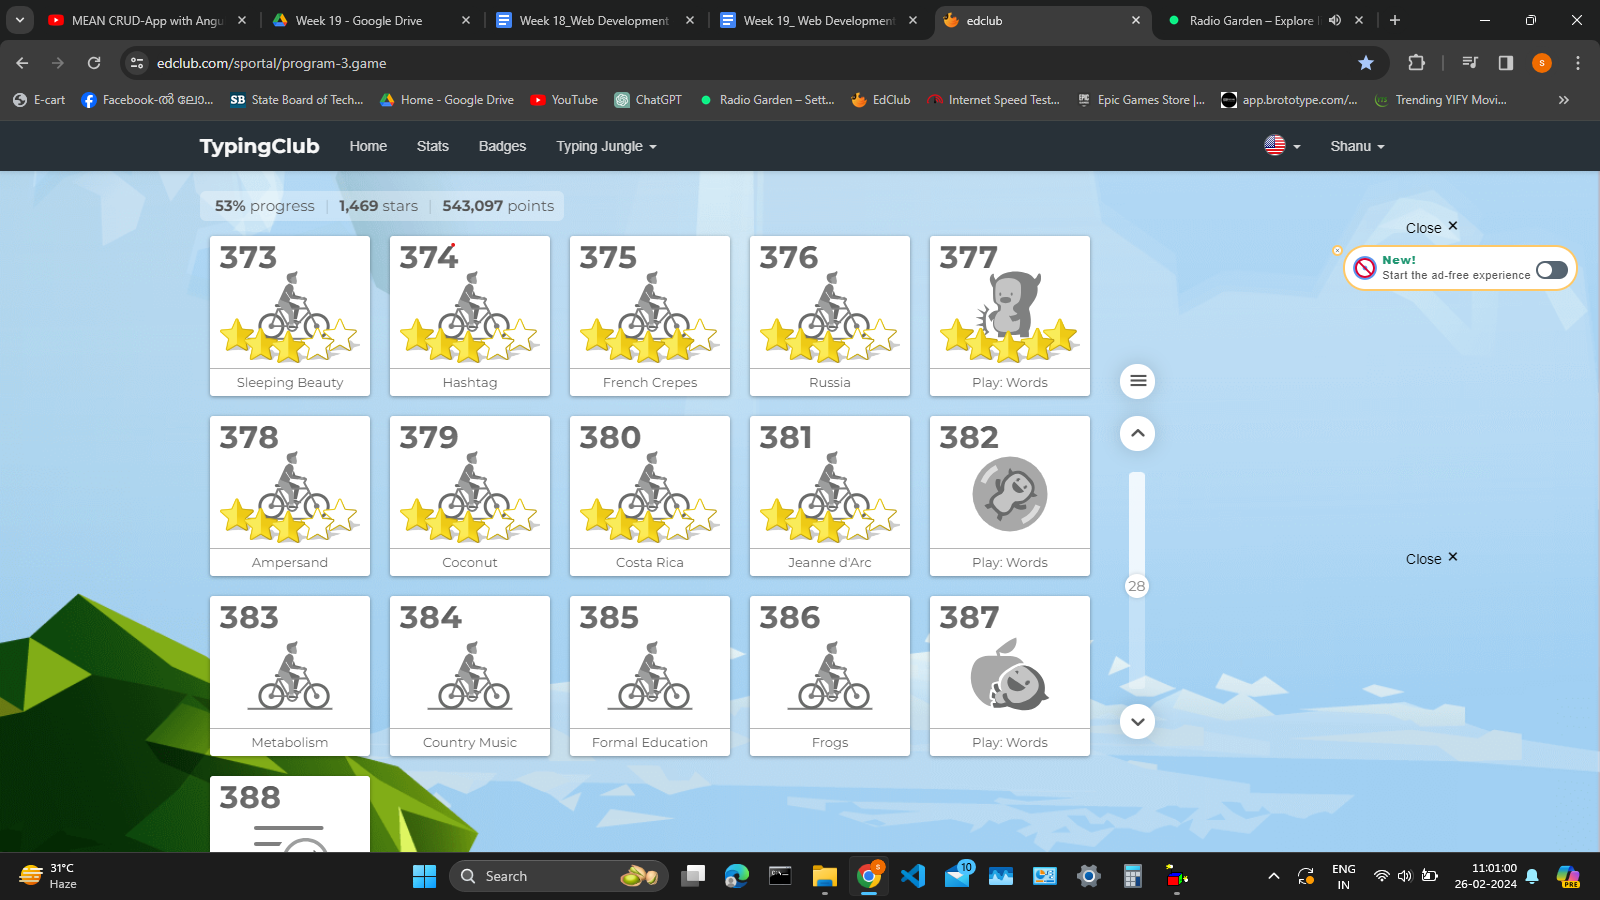 MEAN CRUD-App with Angu
Week 19 - Google Drive
Week 18_Web Development
Week 19_ Web Development
edclub
Radio Garden – Explore
edclub.com/sportal/program-3.game
S
E-cart
Facebook-ൽ ലോ...
State Board of Tech...
Home - Google Drive
YouTube
ChatGPT
Radio Garden – Sett...
EdClub
Internet Speed Test...
Epic Games Store |...
app.brototype.com/...
Trending YIFY Movi...
TypingClub
Home
Stats
Badges
Typing Jungle
Shanu
53% progress | 1,469 stars | 543,097 points
Close ×
New!
Start the ad-free experience
373
374
375
376
377
Sleeping Beauty
Hashtag
French Crepes
Russia
Play: Words
378
379
380
381
382
Ampersand
Coconut
Costa Rica
Jeanne d'Arc
Play: Words
Close ×
28
383
384
385
386
387
Metabolism
Country Music
Formal Education
Frogs
Play: Words
388
31°C
Haze
Search
S
10
ENG
IN
11:01:00
26-02-2024
PRE